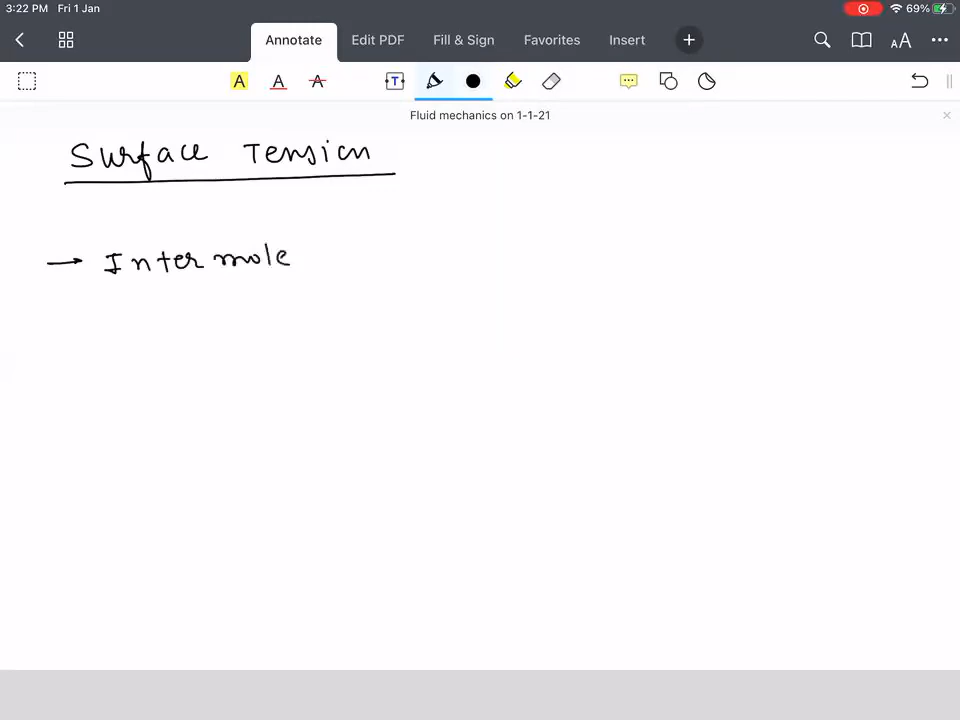 3:22 PM Fri 1 Jan 69%
Annotate Edit PDF Fill & Sign Favorites Insert
Fluid mechanics on 1-1-21
Surface Tension
→ Intermole